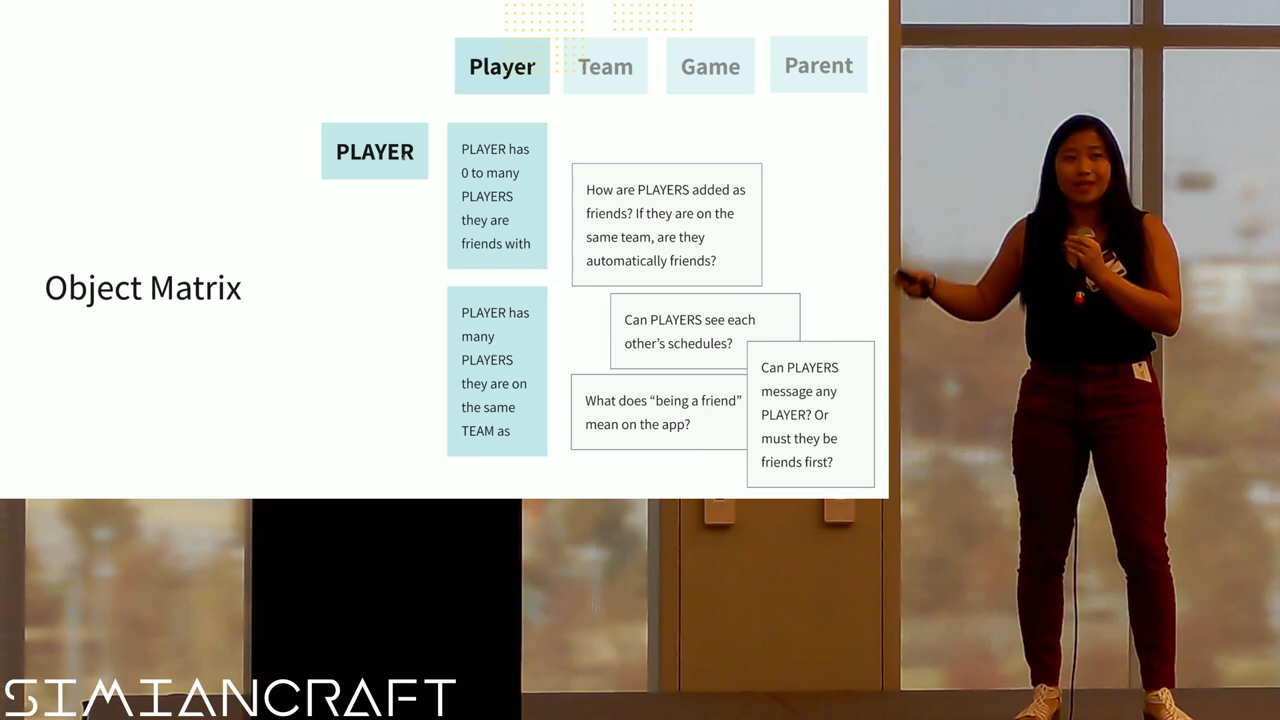 Player
Team
Game
Parent
PLAYER
PLAYER has
0 to many
PLAYERS
they are
friends with
How are PLAYERS added as
friends? If they are on the
same team, are they
automatically friends?
Object Matrix
PLAYER has
many
PLAYERS
they are on
the same
TEAM as
Can PLAYERS see each
other's schedules?
What does “being a friend”
mean on the app?
Can PLAYERS
message any
PLAYER? Or
must they be
friends first?
SIMIANCRAFT